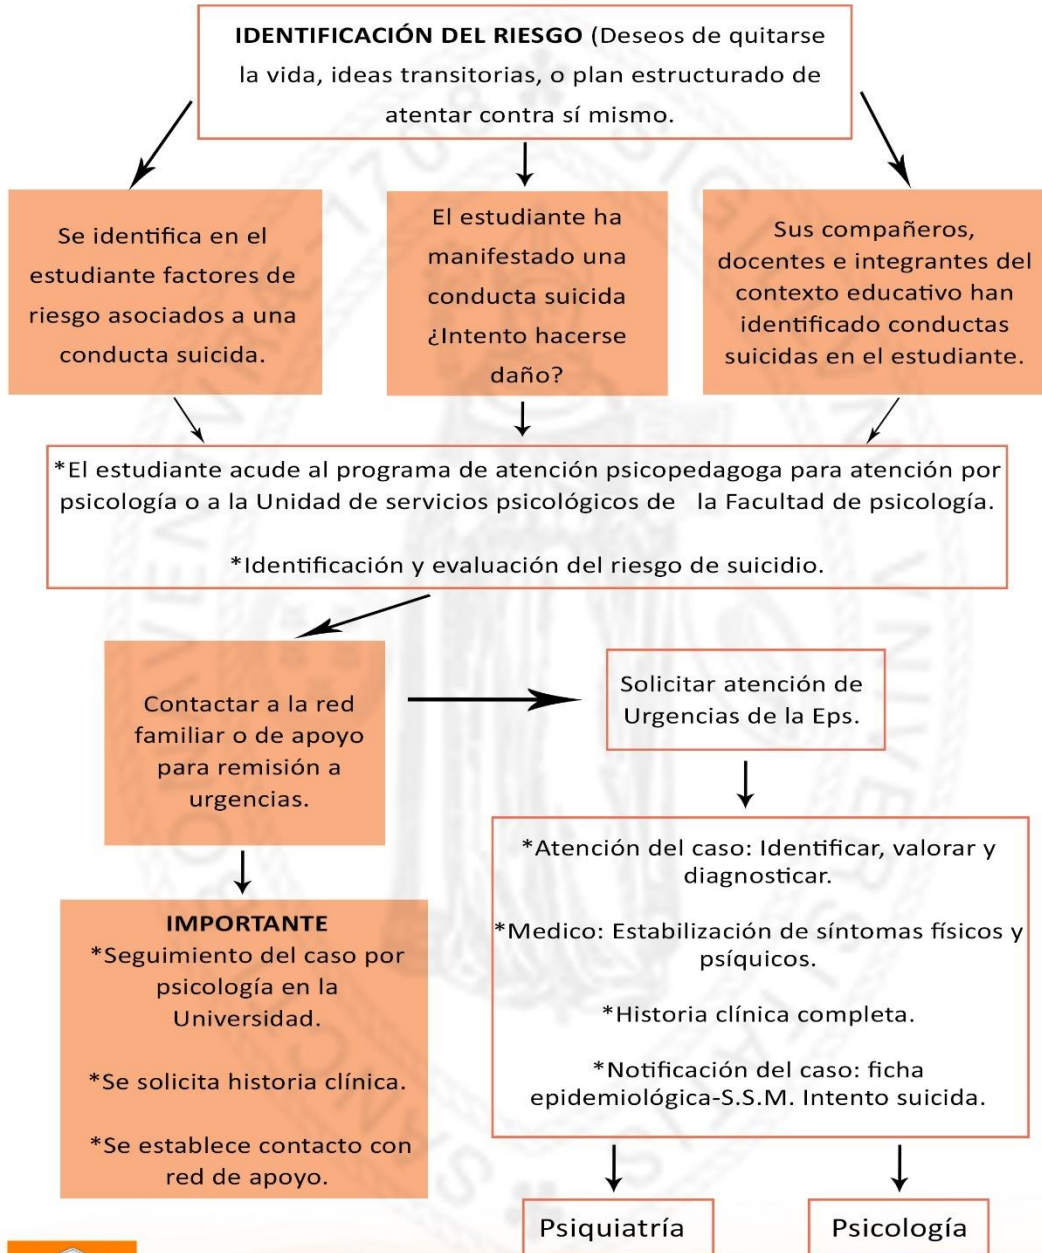 IDENTIFICACIÓN DEL RIESGO (Deseos de quitarse
la vida, ideas transitorias, o plan estructurado de
atentar contra sí mismo.
Se identifica en el
estudiante factores de
riesgo asociados a una
conducta suicida.
El estudiante ha
manifestado una
conducta suicida
¿Intento hacerse
daño?
Sus compañeros,
docentes e integrantes del
contexto educativo han
identificado conductas
suicidas en el estudiante.
*El estudiante acude al programa de atención psicopedagoga para atención por
psicología o a la Unidad de servicios psicológicos de la Facultad de psicología.
*Identificación y evaluación del riesgo de suicidio.
Contactar a la red
familiar o de apoyo
para remisión a
urgencias.
Solicitar atención de
Urgencias de la Eps.
IMPORTANTE
*Seguimiento del caso por
psicología en la
Universidad.
*Se solicita historia clínica.
*Se establece contacto con
red de apoyo.
*Atención del caso: Identificar, valorar y
diagnosticar.
*Medico: Estabilización de síntomas físicos y
psíquicos.
*Historia clínica completa.
*Notificación del caso: ficha
epidemiológica-S.S.M. Intento suicida.
Psiquiatría
Psicología